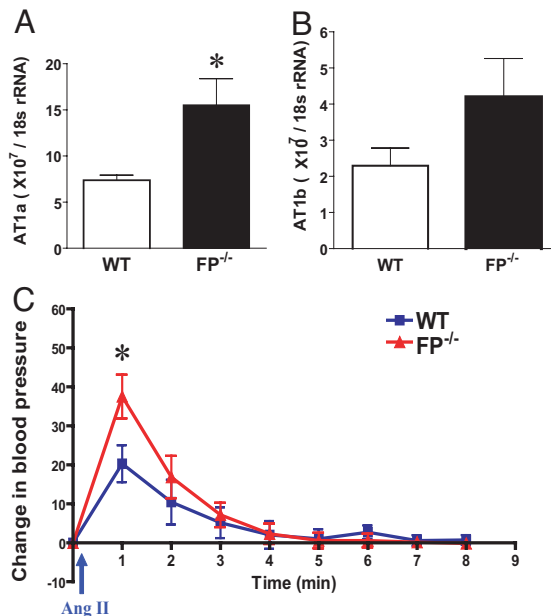 A
B
*
20
15
10
5
0
AT1a ( X10⁷ / 18s rRNA)
WT
FP⁻/⁻
6
5
4
3
2
1
0
AT1b ( X10⁷ / 18s rRNA)
WT
FP⁻/⁻
C
60
50
40
30
20
10
0
-10
Change in blood pressure
*
WT
FP⁻/⁻
1 2 3 4 5 6 7 8 9
Time (min)
Ang II